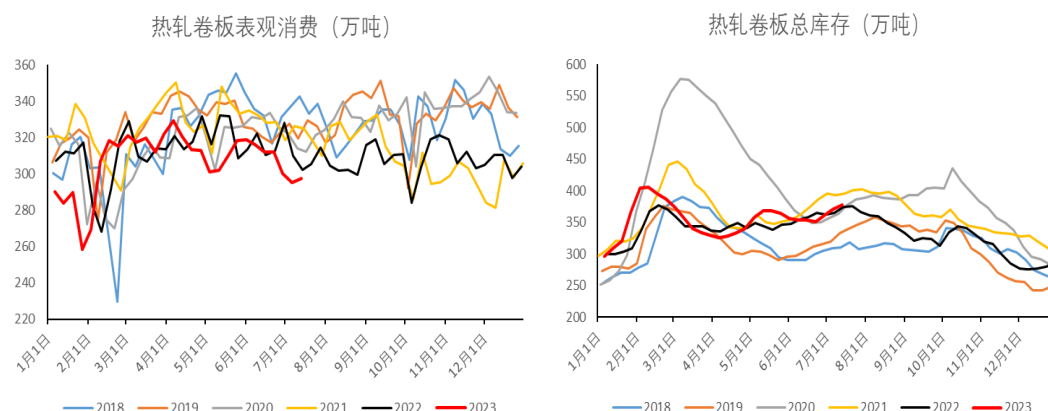 热轧卷板表观消费（万吨）
360
340
320
300
280
260
240
220
1月1日
2月1日
3月1日
4月1日
5月1日
6月1日
7月1日
8月1日
9月1日
10月1日
11月1日
12月1日
2018 2019 2020 2021 2022 2023
热轧卷板总库存（万吨）
600
550
500
450
400
350
300
250
200
1月1日
2月1日
3月1日
4月1日
5月1日
6月1日
7月1日
8月1日
9月1日
10月1日
11月1日
12月1日
2018 2019 2020 2021 2022 2023